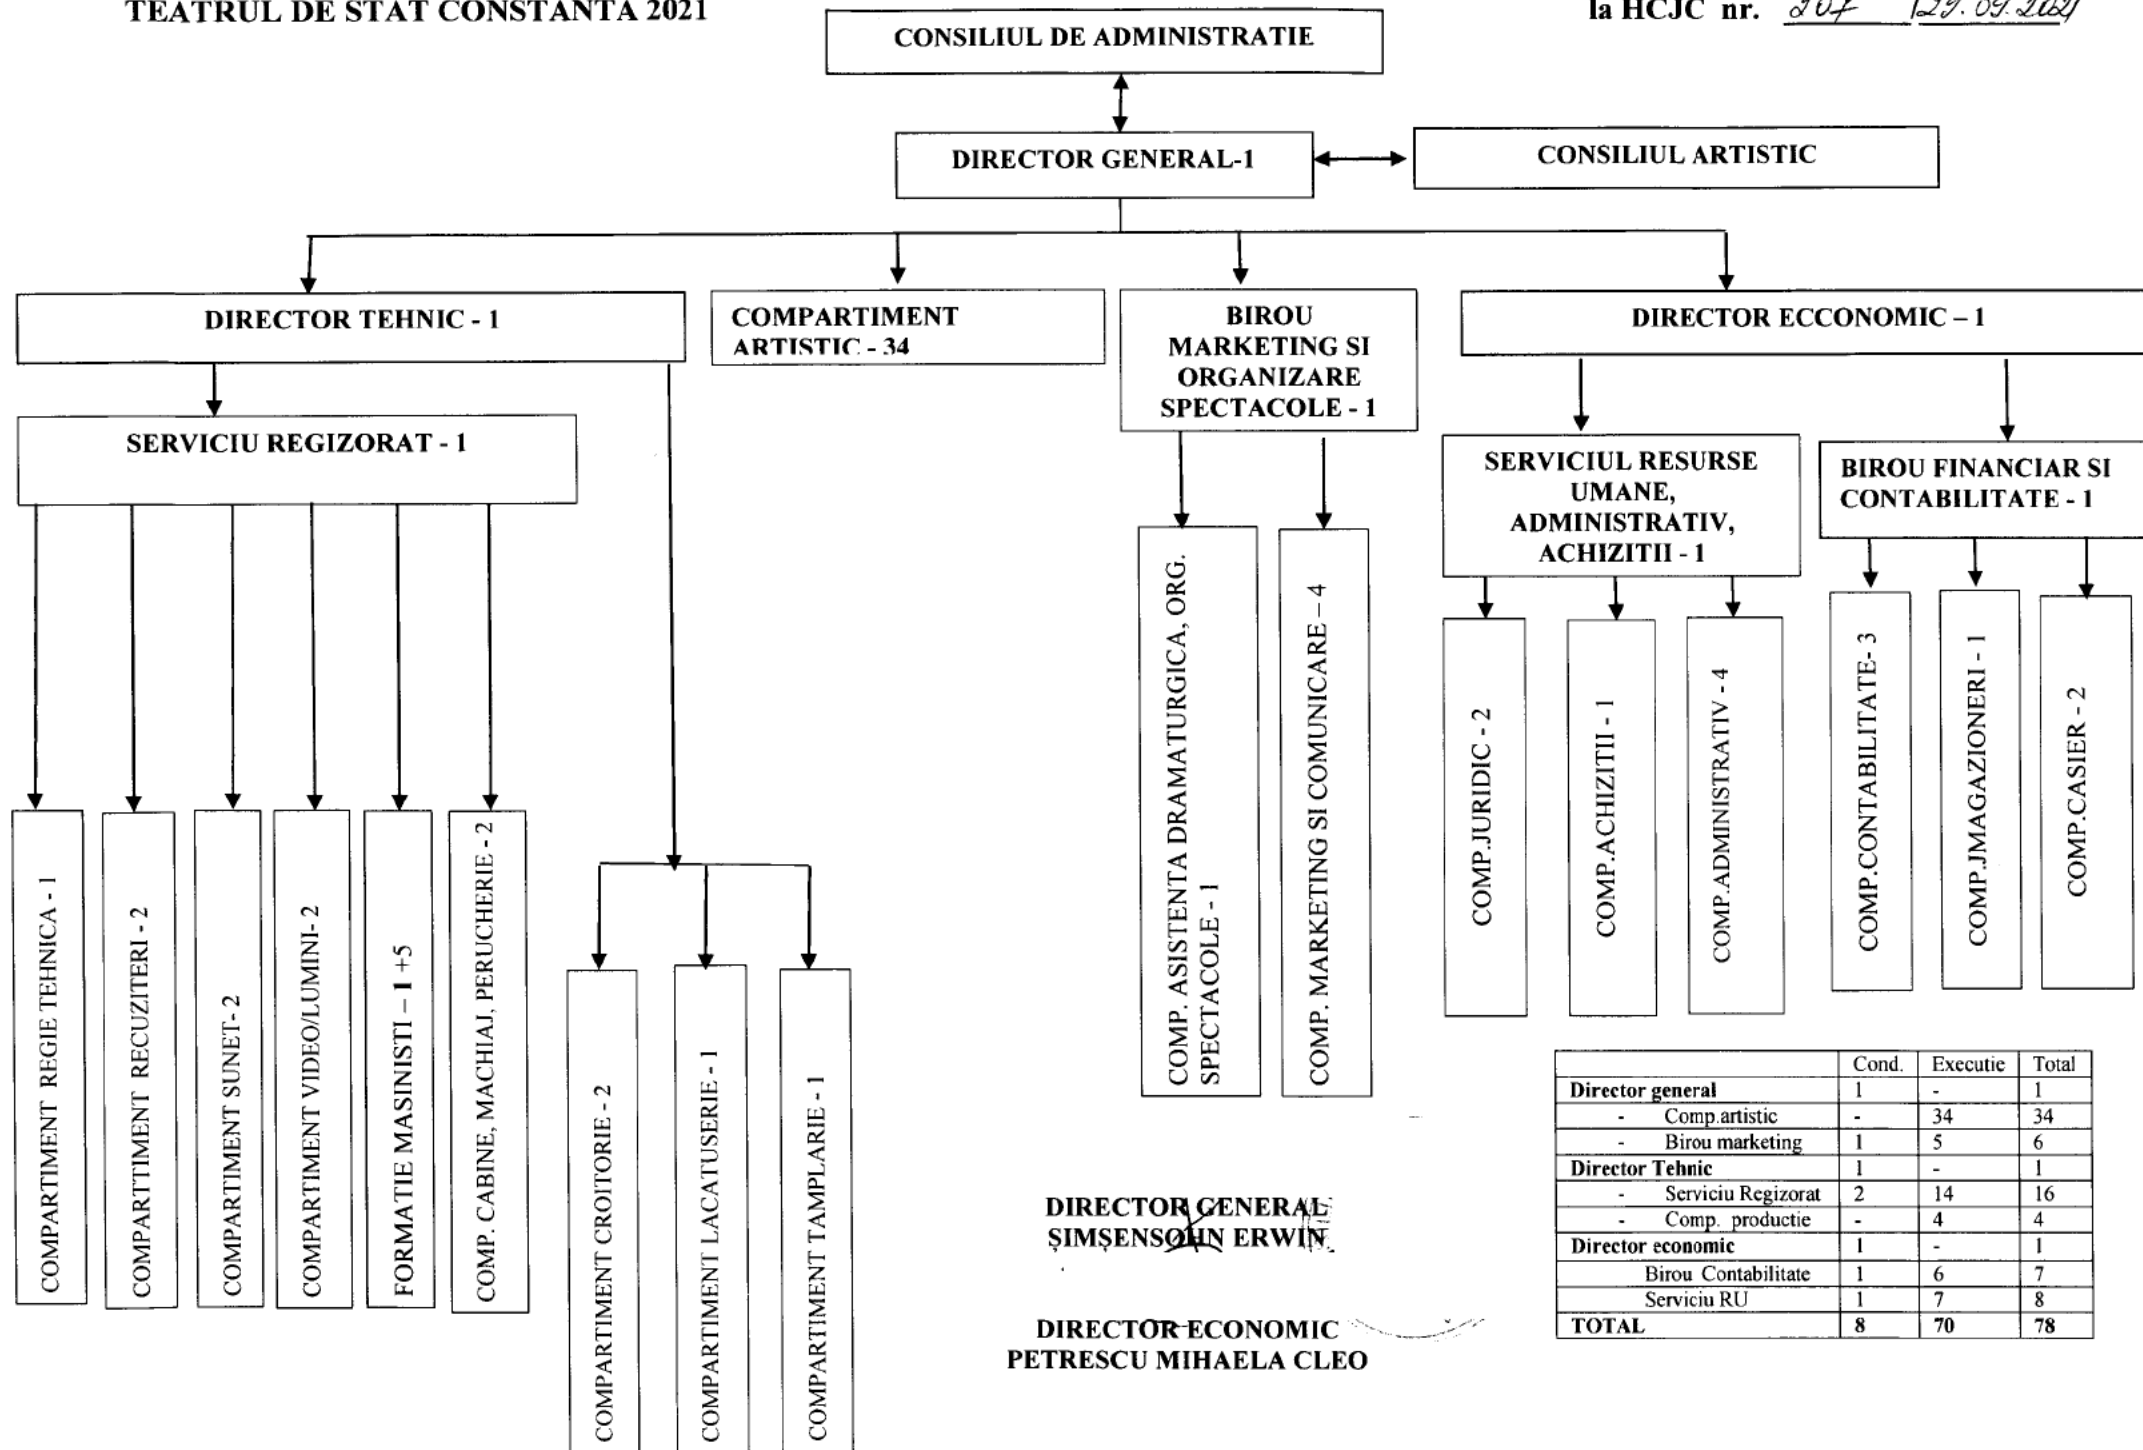 TEATRUL DE STAT CONSTANTA 2021
la HCJC nr. 207 / 29.09.2021
CONSILIUL DE ADMINISTRATIE
DIRECTOR GENERAL-1
CONSILIUL ARTISTIC
DIRECTOR TEHNIC - 1
COMPARTIMENT
ARTISTIC - 34
BIROU
MARKETING SI
ORGANIZARE
SPECTACOLE - 1
DIRECTOR ECCONOMIC – 1
SERVICIU REGIZORAT - 1
SERVICIUL RESURSE
UMANE,
ADMINISTRATIV,
ACHIZITII - 1
BIROU FINANCIAR SI
CONTABILITATE - 1
COMPARTIMENT REGIE TEHNICA - 1
COMPARTIMENT RECUZITERI - 2
COMPARTIMENT SUNET- 2
COMPARTIMENT VIDEO/LUMINI- 2
FORMATIE MASINISTI – 1 +5
COMP. CABINE, MACHIAJ, PERUCHERIE - 2
COMPARTIMENT CROITORIE - 2
COMPARTIMENT LACATUSERIE - 1
COMPARTIMENT TAMPLARIE - 1
COMP. ASISTENTA DRAMATURGICA, ORG.
SPECTACOLE - 1
COMP. MARKETING SI COMUNICARE – 4
COMP.JURIDIC - 2
COMP.ACHIZITII - 1
COMP.ADMINISTRATIV - 4
COMP.CONTABILITATE- 3
COMP.JMAGAZIONERI - 1
COMP.CASIER - 2
Cond. Executie Total
Director general 1 - 1
- Comp.artistic - 34 34
- Birou marketing 1 5 6
Director Tehnic 1 - 1
- Serviciu Regizorat 2 14 16
- Comp. productie - 4 4
Director economic 1 - 1
Birou Contabilitate 1 6 7
Serviciu RU 1 7 8
TOTAL 8 70 78
DIRECTOR GENERAL
ȘIMȘENSOHN ERWIN
DIRECTOR ECONOMIC
PETRESCU MIHAELA CLEO